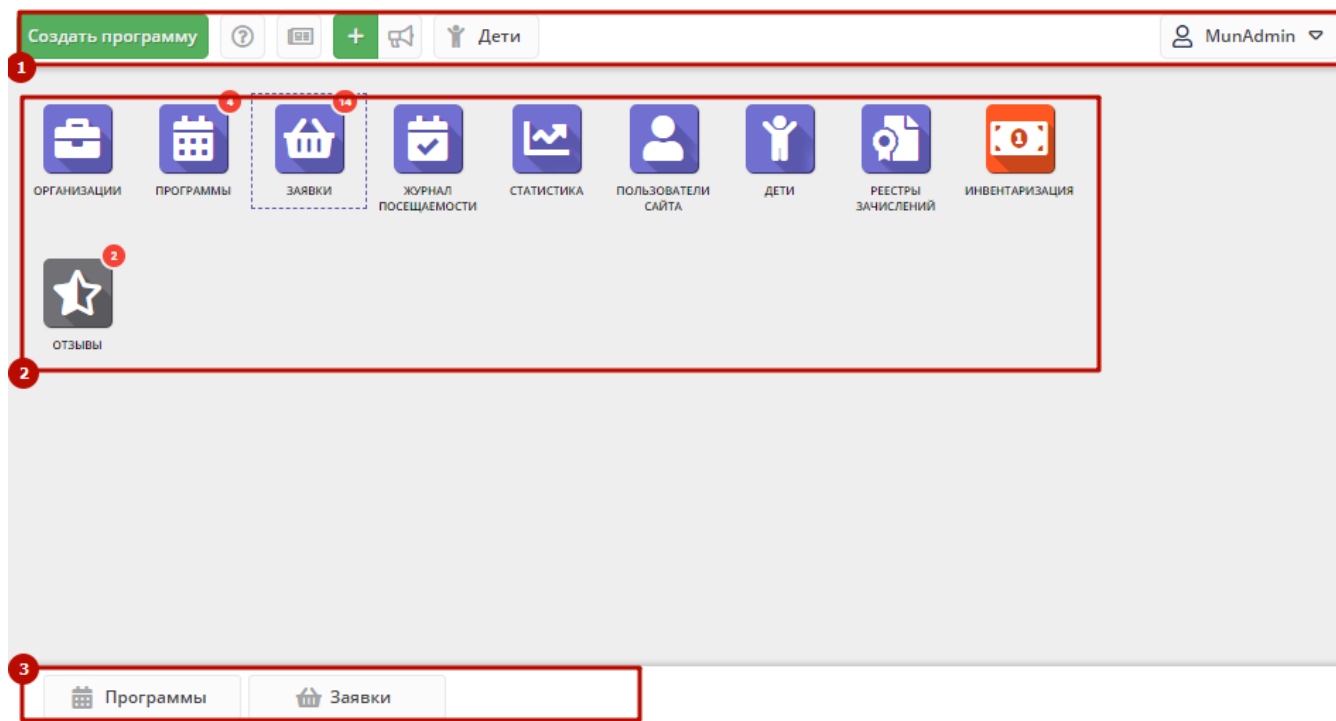 Создать программу
+
Дети
MunAdmin
1
4
14
ОРГАНИЗАЦИИ
ПРОГРАММЫ
ЗАЯВКИ
ЖУРНАЛ
ПОСЕЩАЕМОСТИ
СТАТИСТИКА
ПОЛЬЗОВАТЕЛИ
САЙТА
ДЕТИ
РЕЕСТРЫ
ЗАЧИСЛЕНИЙ
1
ИНВЕНТАРИЗАЦИЯ
2
ОТЗЫВЫ
2
3
Программы
Заявки